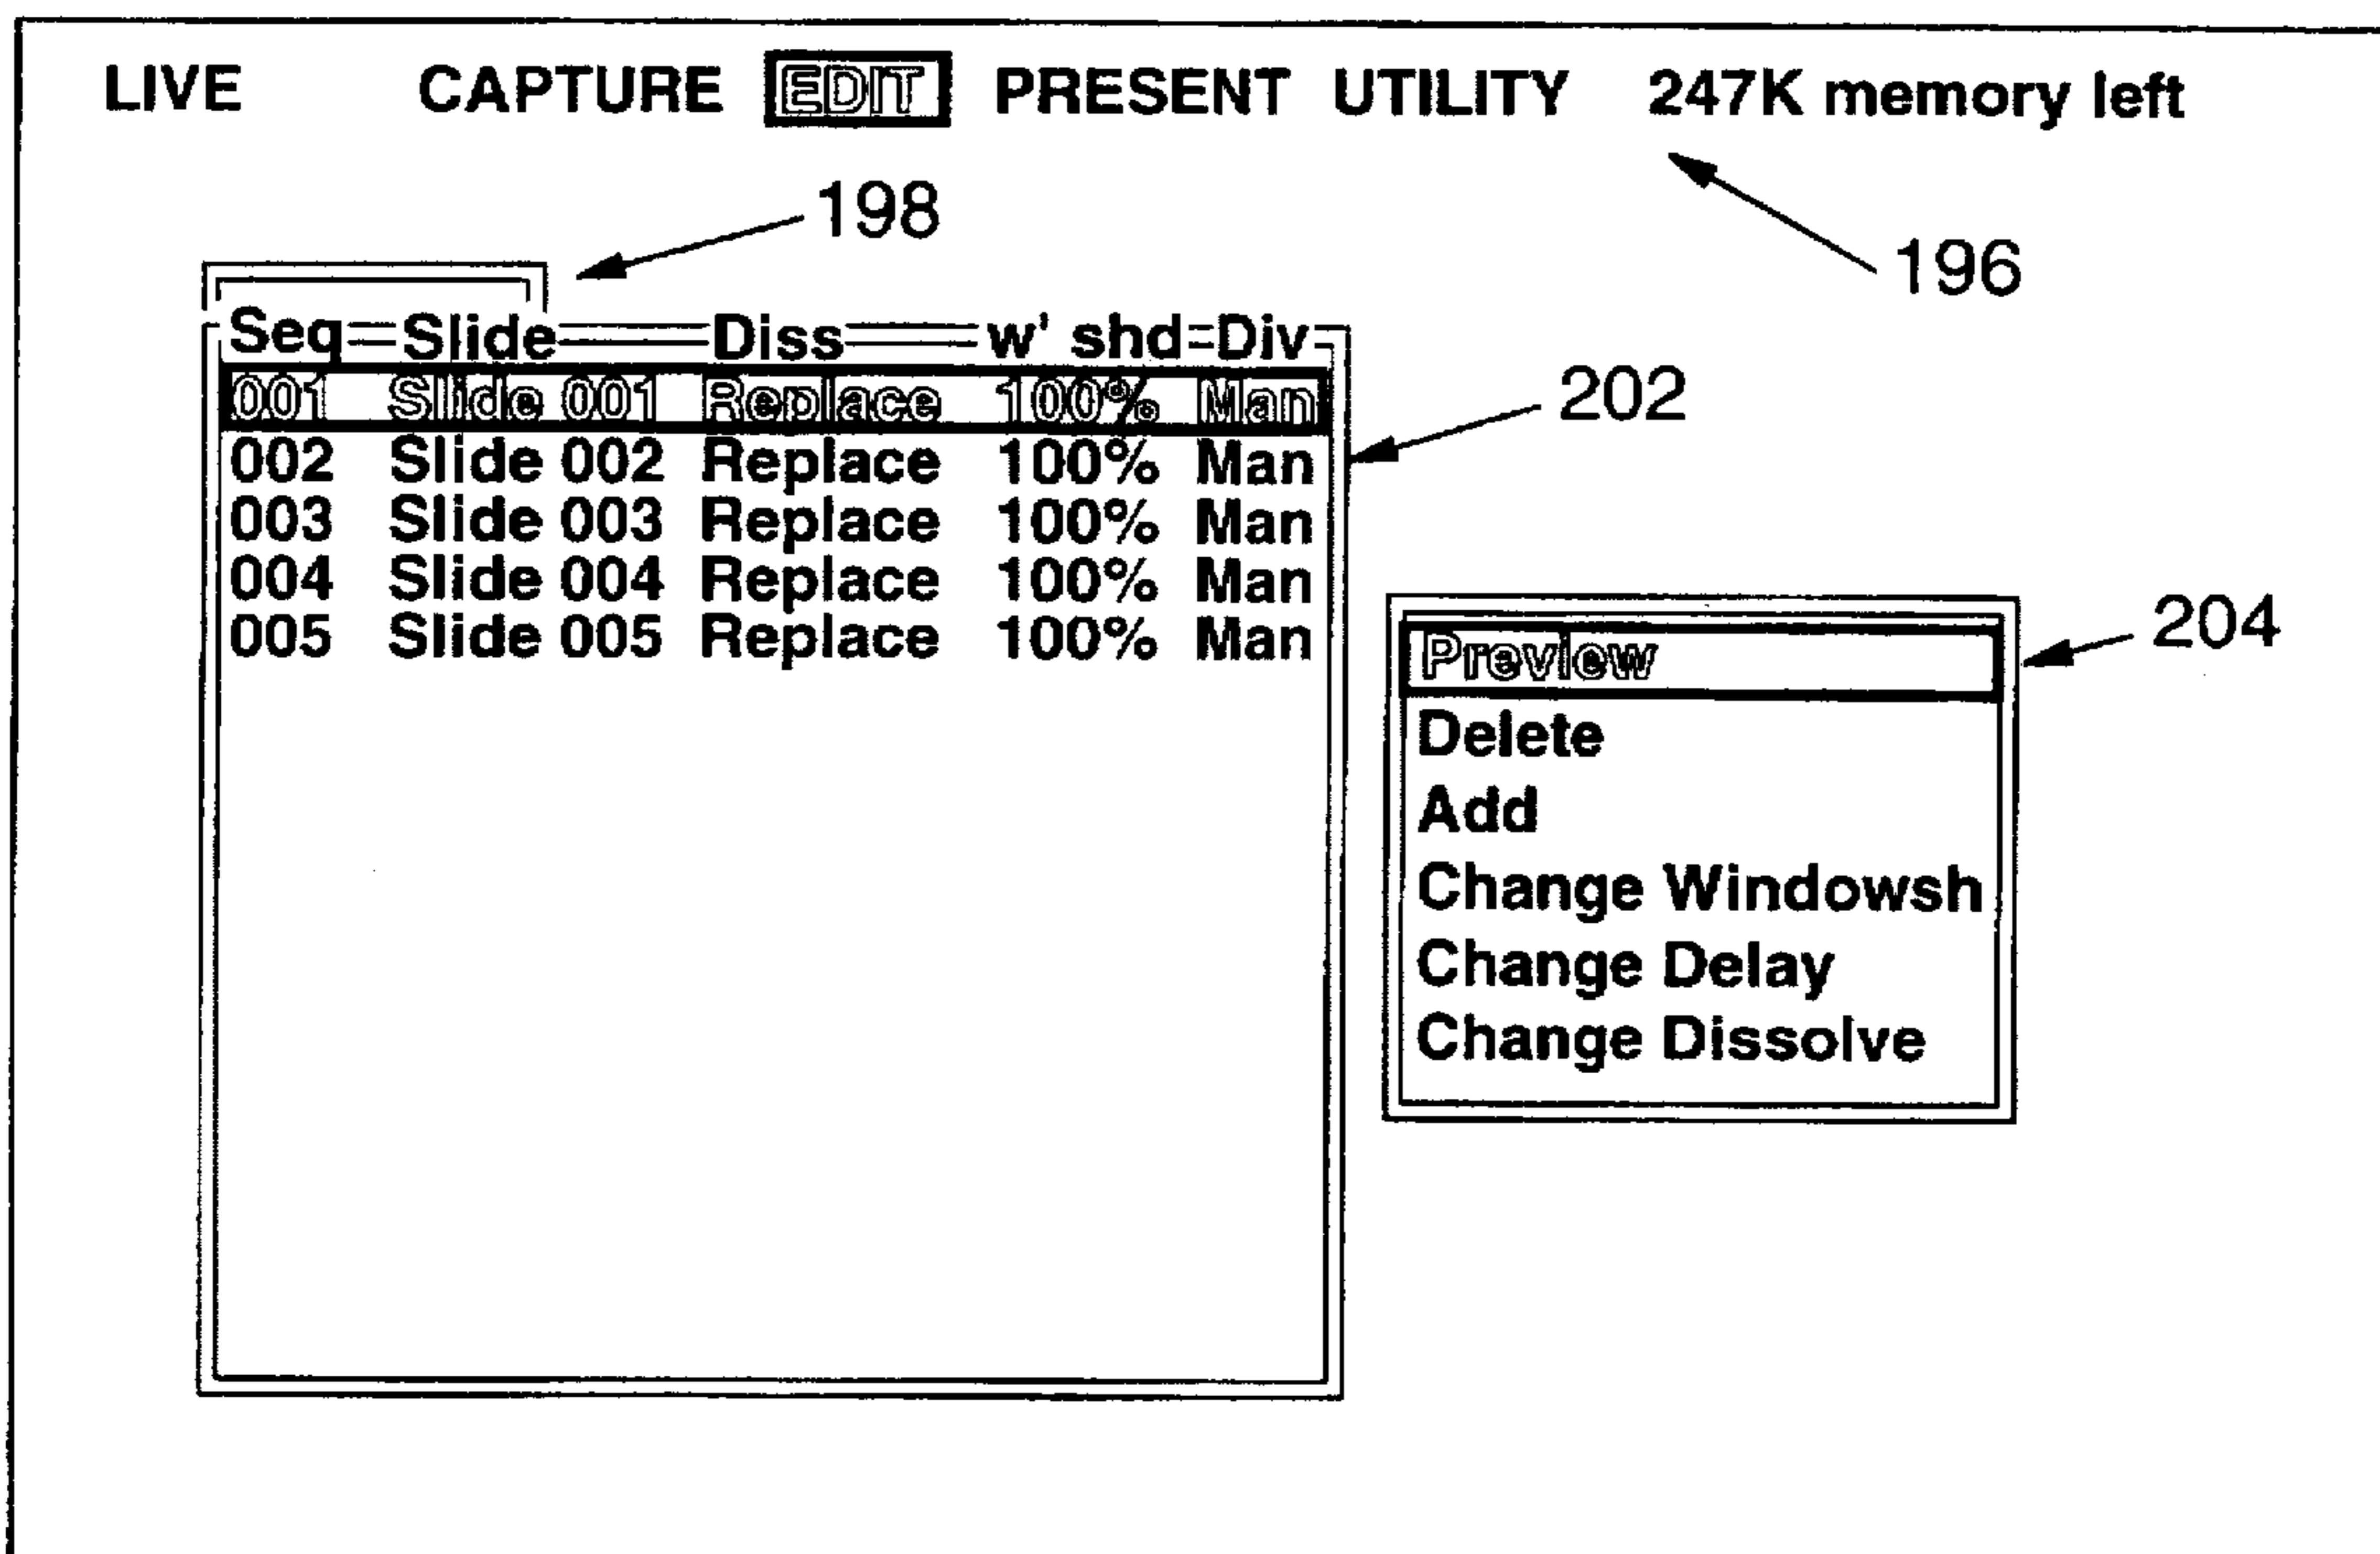 LIVE CAPTURE EDIT PRESENT UTILITY 247K memory left
198
196
Seq Slide Diss w' shd Div
202
001 Slide 001 Replace 100% Man
002 Slide 002 Replace 100% Man
003 Slide 003 Replace 100% Man
004 Slide 004 Replace 100% Man
005 Slide 005 Replace 100% Man
204
Preview
Delete
Add
Change Windowsh
Change Delay
Change Dissolve